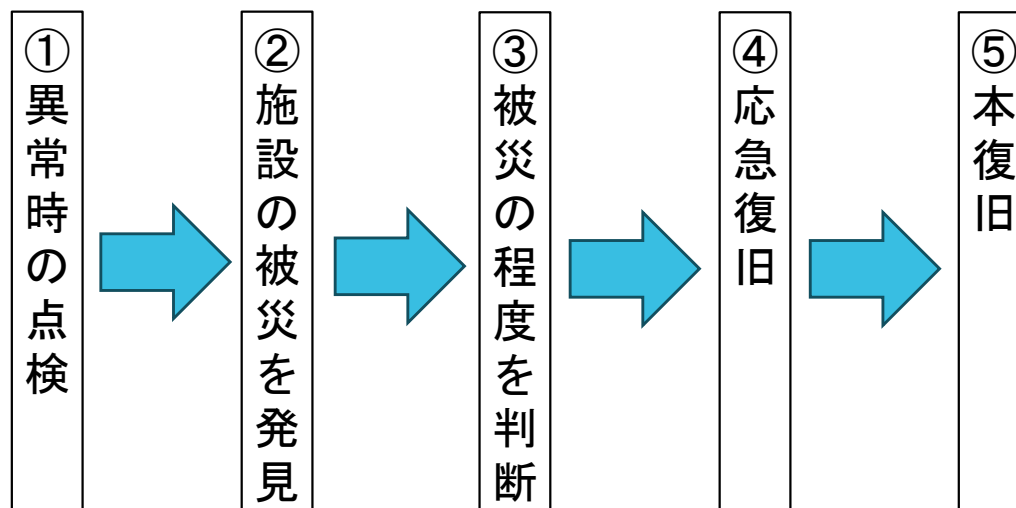 ①異常時の点検
②施設の被災を発見
③被災の程度を判断
④応急復旧
⑤本復旧